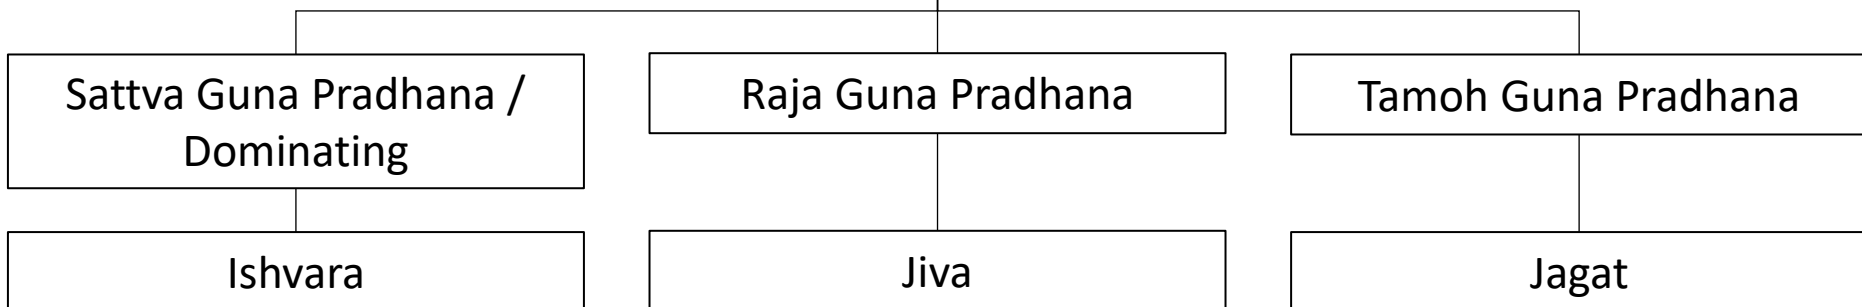 Sattva Guna Pradhana /
Dominating
Raja Guna Pradhana
Tamoh Guna Pradhana
Ishvara
Jiva
Jagat